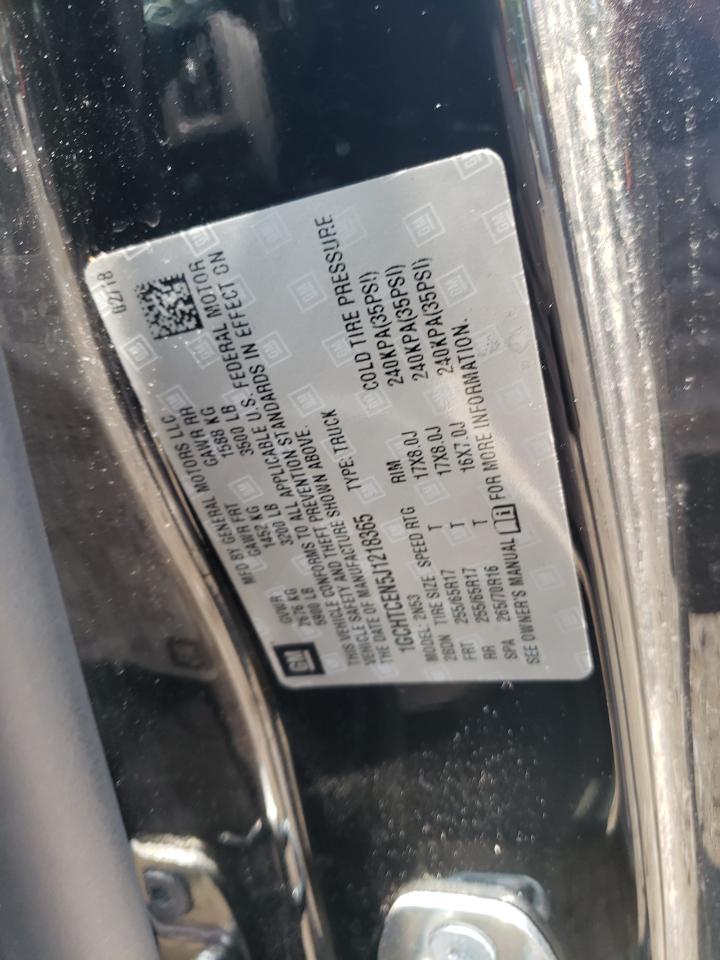 GM
MFD BY GENERAL MOTORS LLC
02/18
GVWR GAWR FRT GAWR RR
2676 KG 1452 KG 1588 KG
5900 LB 3200 LB 3500 LB
THIS VEHICLE CONFORMS TO ALL APPLICABLE U.S. FEDERAL MOTOR
VEHICLE SAFETY AND THEFT PREVENTION STANDARDS IN EFFECT ON
THE DATE OF MANUFACTURE SHOWN ABOVE.
1GCHTCEN5J1218365 TYPE: TRUCK
MODEL: 2N53
26DN TIRE SIZE SPEED RTG RIM COLD TIRE PRESSURE
FRT 255/65R17 T 17X8.0J 240KPA(35PSI)
RR 255/65R17 T 17X8.0J 240KPA(35PSI)
SPA 265/70R16 T 16X7.0J 240KPA(35PSI)
SEE OWNER'S MANUAL FOR MORE INFORMATION.